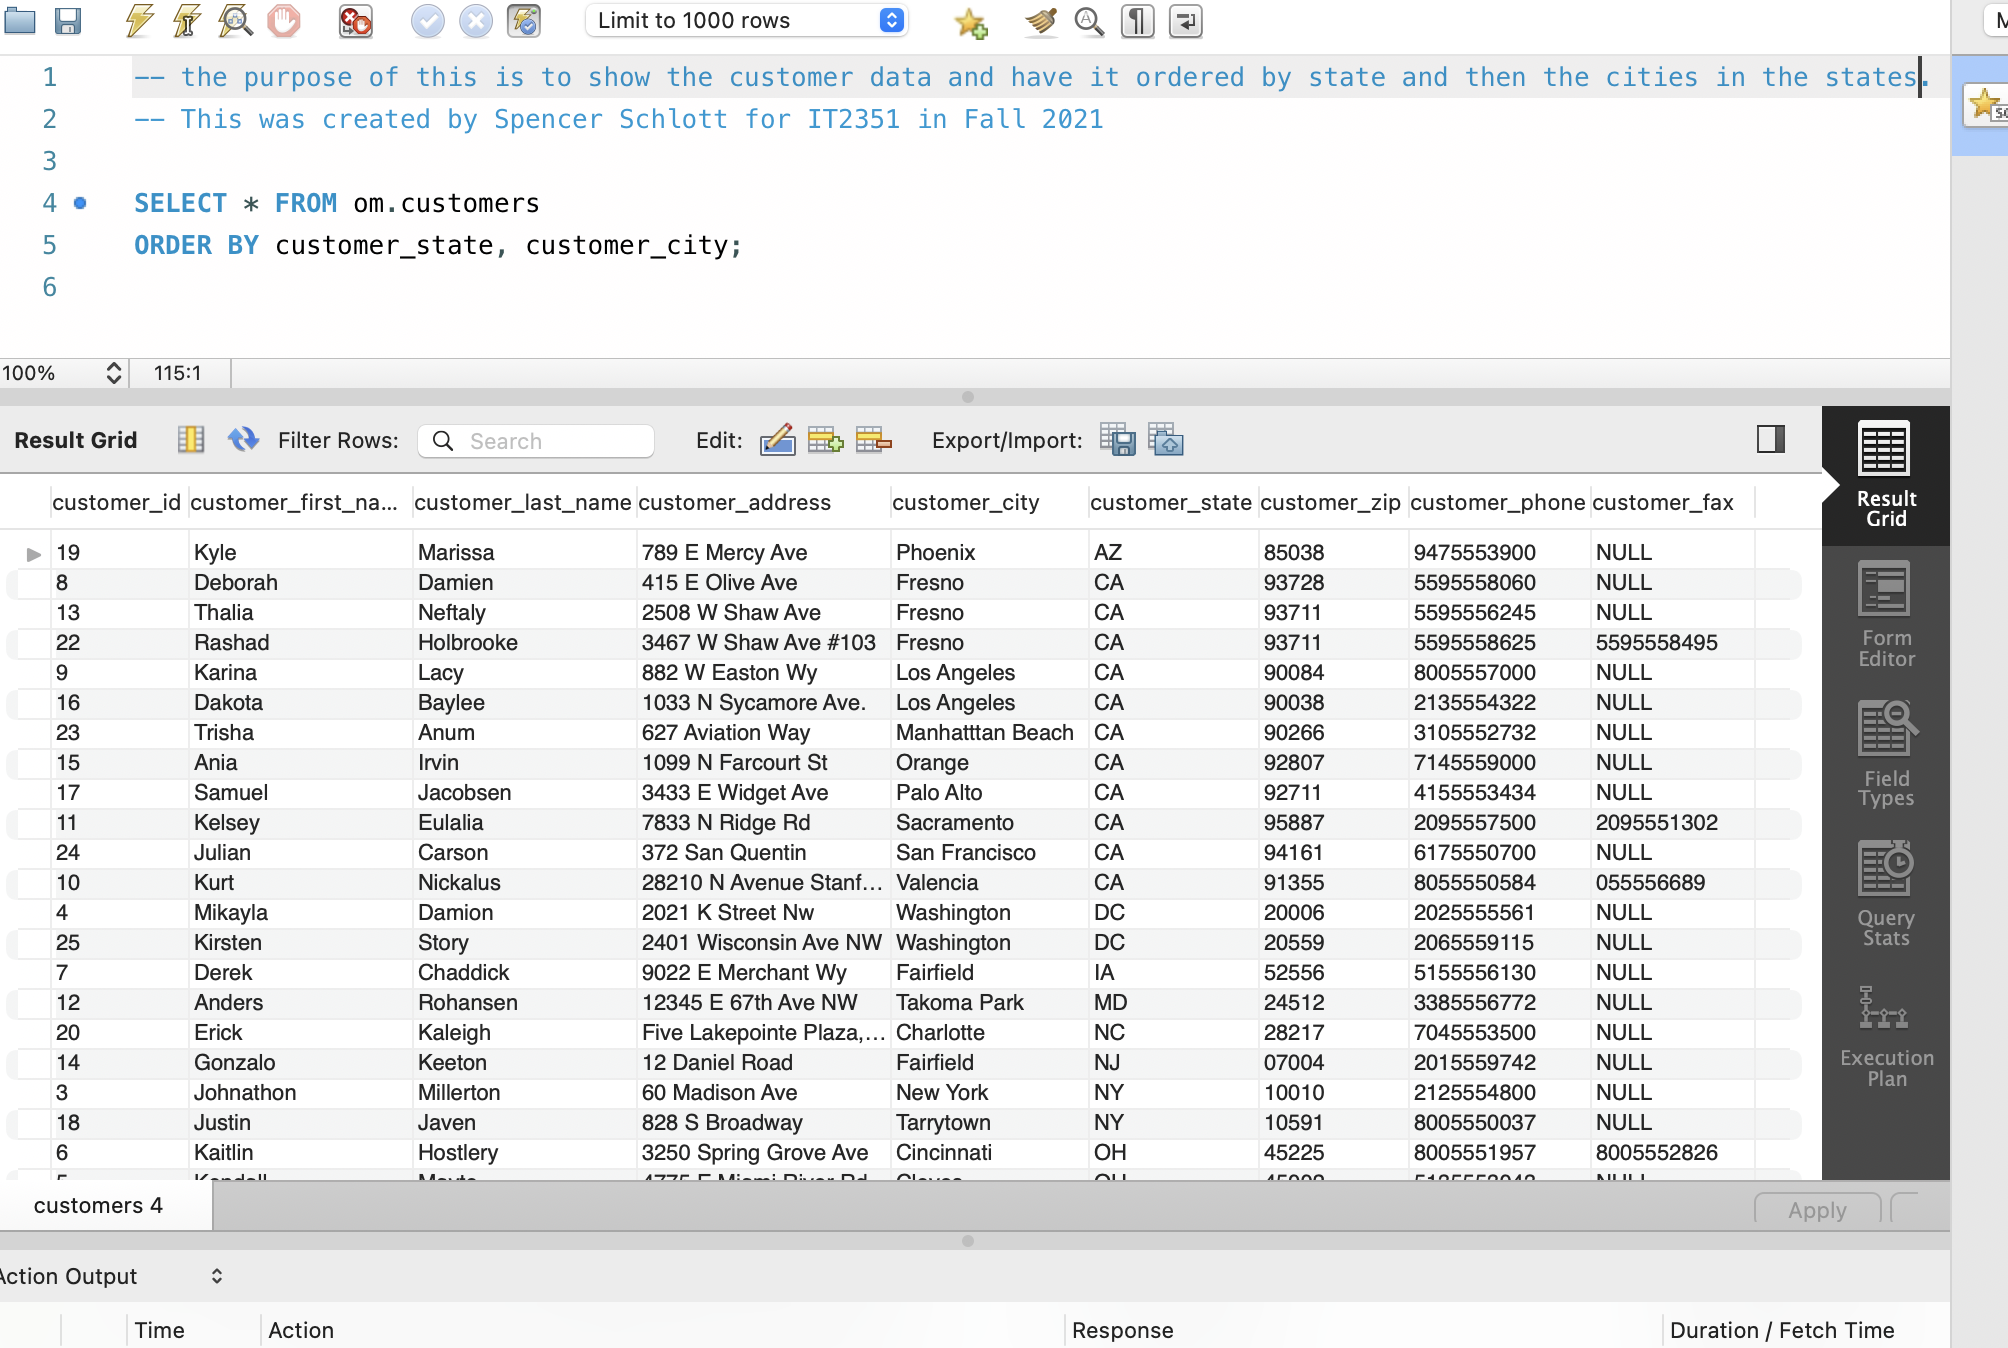 Limit to 1000 rows
1 -- the purpose of this is to show the customer data and have it ordered by state and then the cities in the states.
2 -- This was created by Spencer Schlott for IT2351 in Fall 2021
3
4 SELECT * FROM om.customers
5 ORDER BY customer_state, customer_city;
6
100% 115:1
Result Grid Filter Rows: Search Edit: Export/Import:
customer_id customer_first_na... customer_last_name customer_address customer_city customer_state customer_zip customer_phone customer_fax
19 Kyle Marissa 789 E Mercy Ave Phoenix AZ 85038 9475553900 NULL
8 Deborah Damien 415 E Olive Ave Fresno CA 93728 5595558060 NULL
13 Thalia Neftaly 2508 W Shaw Ave Fresno CA 93711 5595556245 NULL
22 Rashad Holbrooke 3467 W Shaw Ave #103 Fresno CA 93711 5595558625 5595558495
9 Karina Lacy 882 W Easton Wy Los Angeles CA 90084 8005557000 NULL
16 Dakota Baylee 1033 N Sycamore Ave. Los Angeles CA 90038 2135554322 NULL
23 Trisha Anum 627 Aviation Way Manhatttan Beach CA 90266 3105552732 NULL
15 Ania Irvin 1099 N Farcourt St Orange CA 92807 7145559000 NULL
17 Samuel Jacobsen 3433 E Widget Ave Palo Alto CA 92711 4155553434 NULL
11 Kelsey Eulalia 7833 N Ridge Rd Sacramento CA 95887 2095557500 2095551302
24 Julian Carson 372 San Quentin San Francisco CA 94161 6175550700 NULL
10 Kurt Nickalus 28210 N Avenue Stanf... Valencia CA 91355 8055550584 055556689
4 Mikayla Damion 2021 K Street Nw Washington DC 20006 2025555561 NULL
25 Kirsten Story 2401 Wisconsin Ave NW Washington DC 20559 2065559115 NULL
7 Derek Chaddick 9022 E Merchant Wy Fairfield IA 52556 5155556130 NULL
12 Anders Rohansen 12345 E 67th Ave NW Takoma Park MD 24512 3385556772 NULL
20 Erick Kaleigh Five Lakepointe Plaza,... Charlotte NC 28217 7045553500 NULL
14 Gonzalo Keeton 12 Daniel Road Fairfield NJ 07004 2015559742 NULL
3 Johnathon Millerton 60 Madison Ave New York NY 10010 2125554800 NULL
18 Justin Javen 828 S Broadway Tarrytown NY 10591 8005550037 NULL
6 Kaitlin Hostlery 3250 Spring Grove Ave Cincinnati OH 45225 8005551957 8005552826
Result
Grid
Form
Editor
Field
Types
Query
Stats
Execution
Plan
customers 4 Apply
Action Output
Time Action Response Duration / Fetch Time